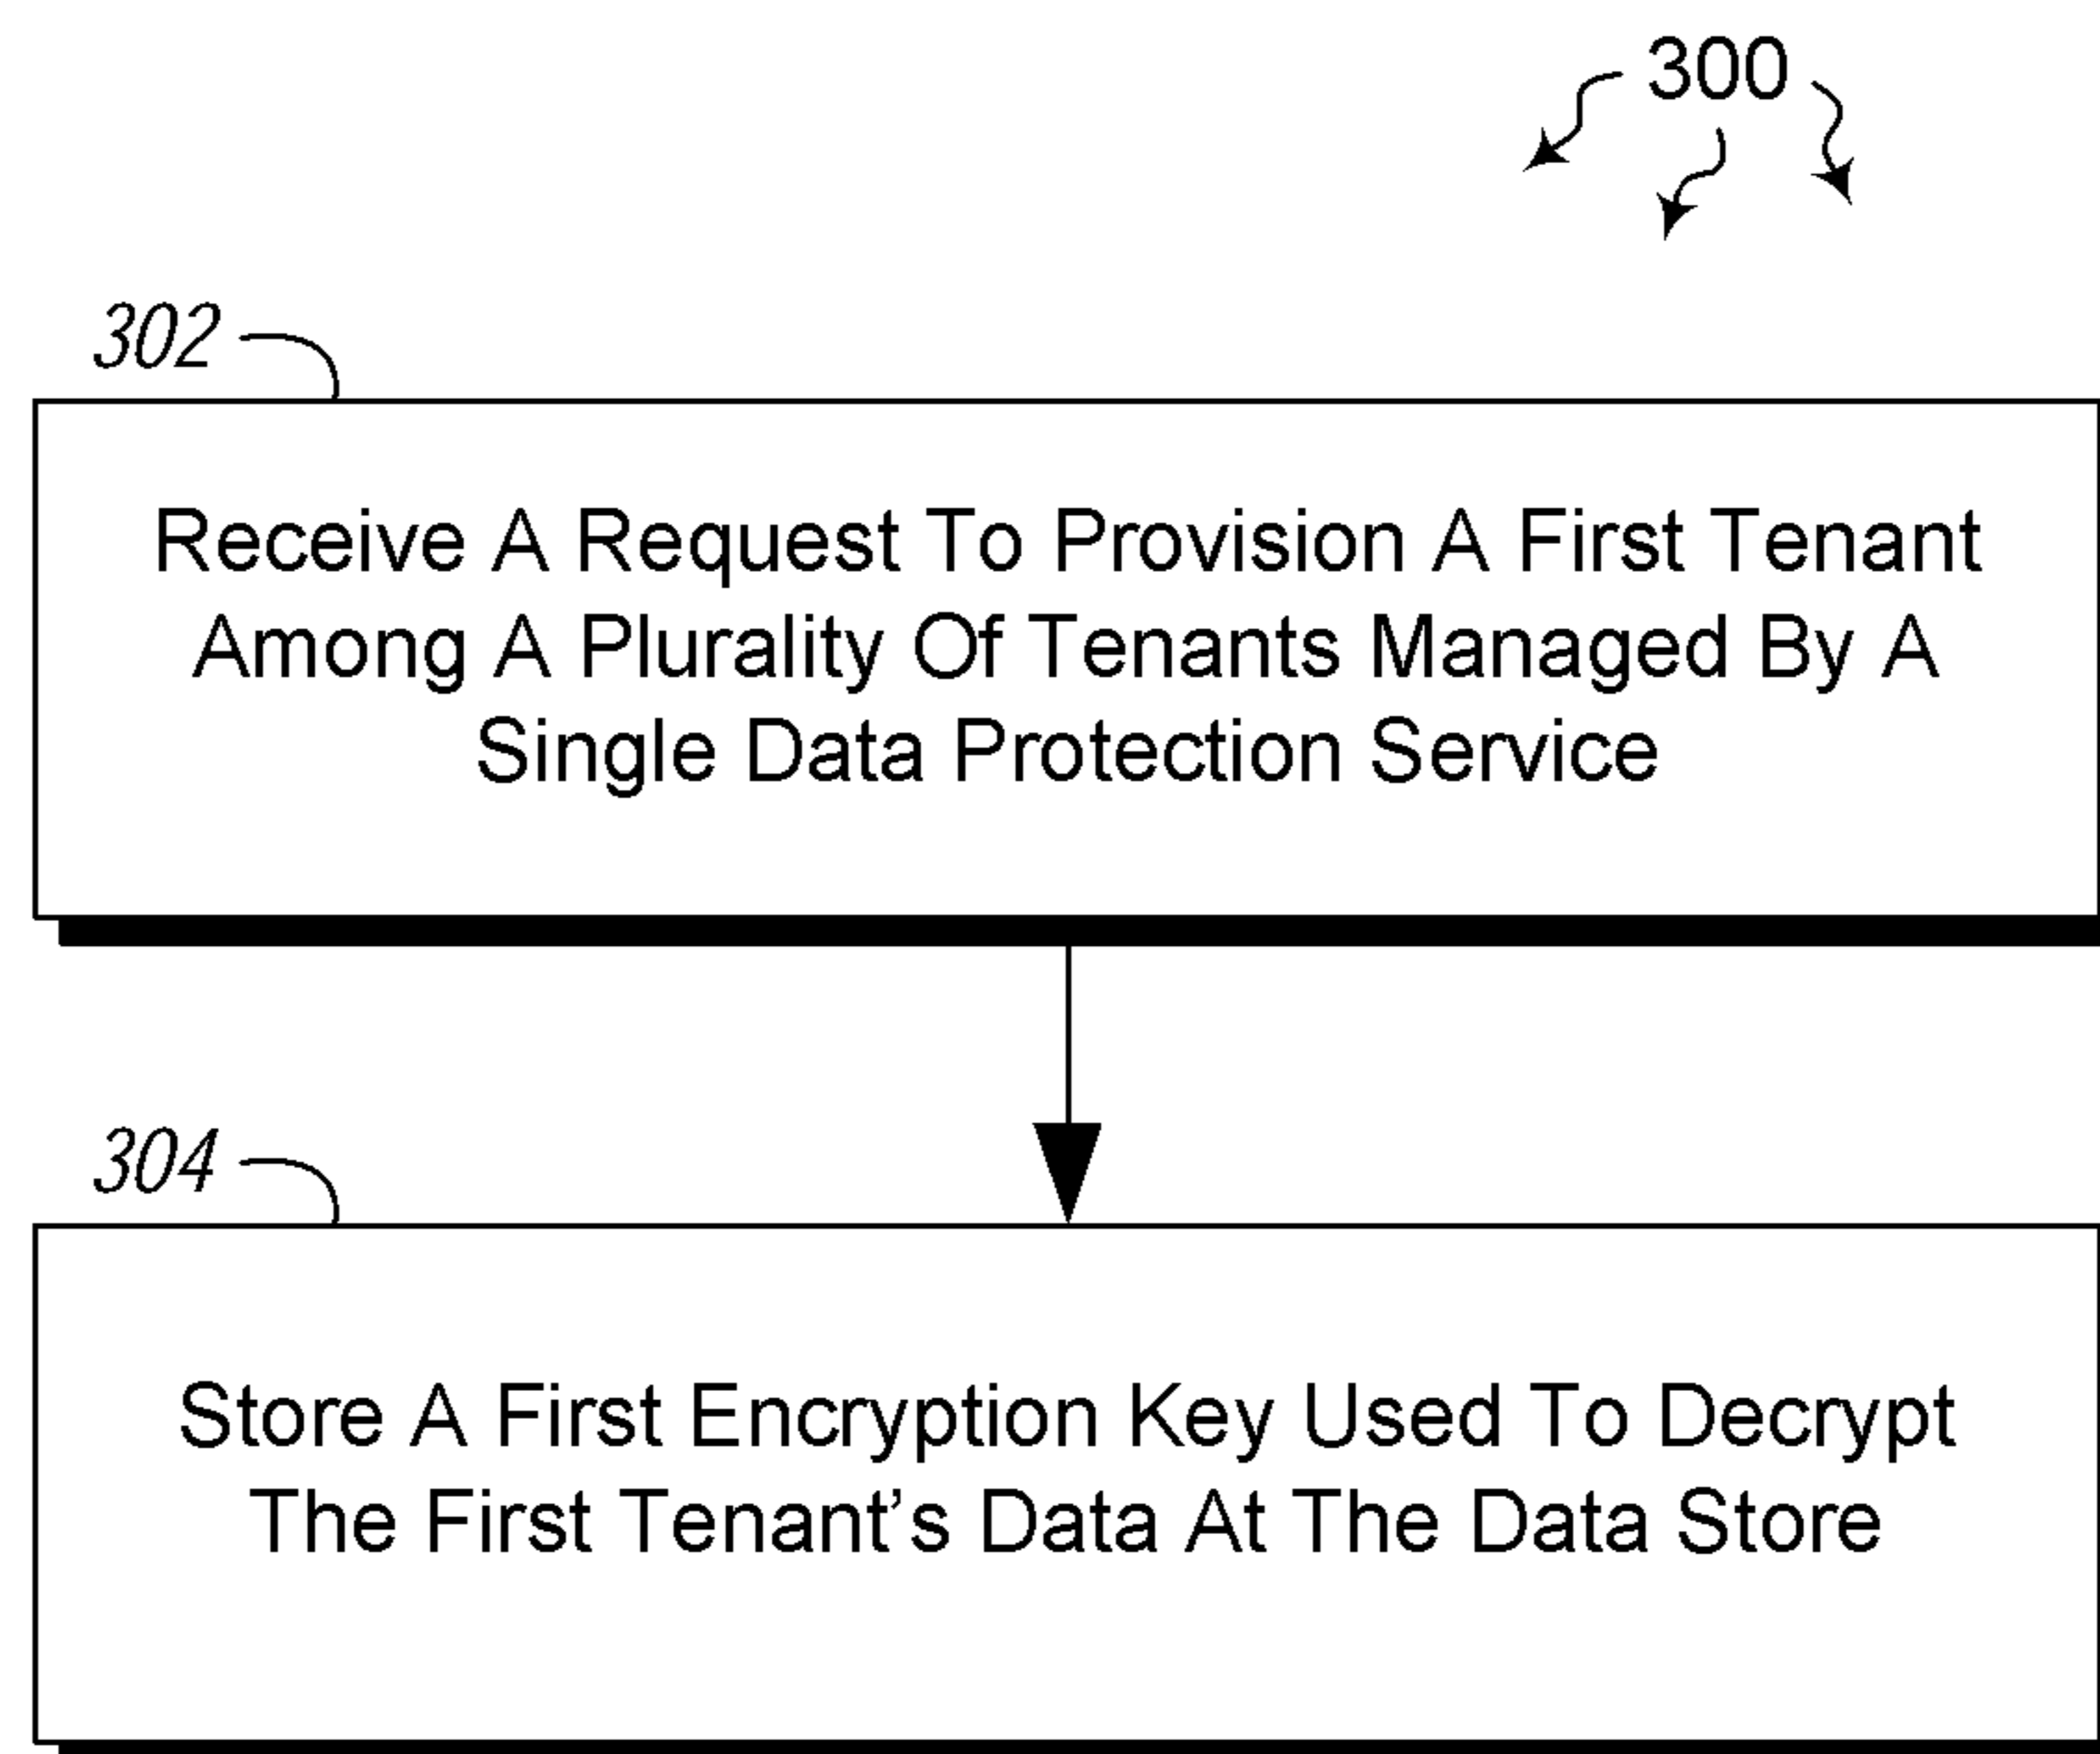 300
302
Receive A Request To Provision A First Tenant
Among A Plurality Of Tenants Managed By A
Single Data Protection Service
304
Store A First Encryption Key Used To Decrypt
The First Tenant’s Data At The Data Store